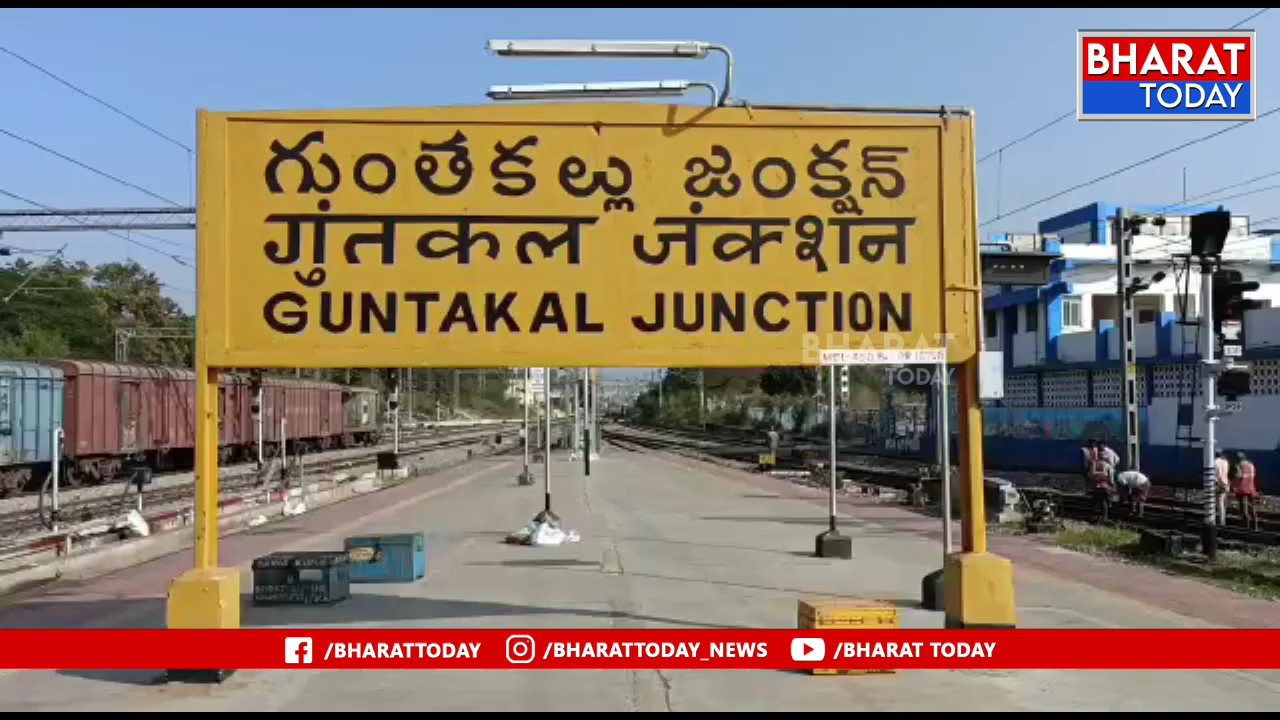 BHARAT
TODAY
గుంతకల్లు జంక్షన్
गुंतकल जंक्शन
GUNTAKAL JUNCTION
BHARAT
TODAY
/BHARATTODAY
/BHARATTODAY_NEWS
/BHARAT TODAY